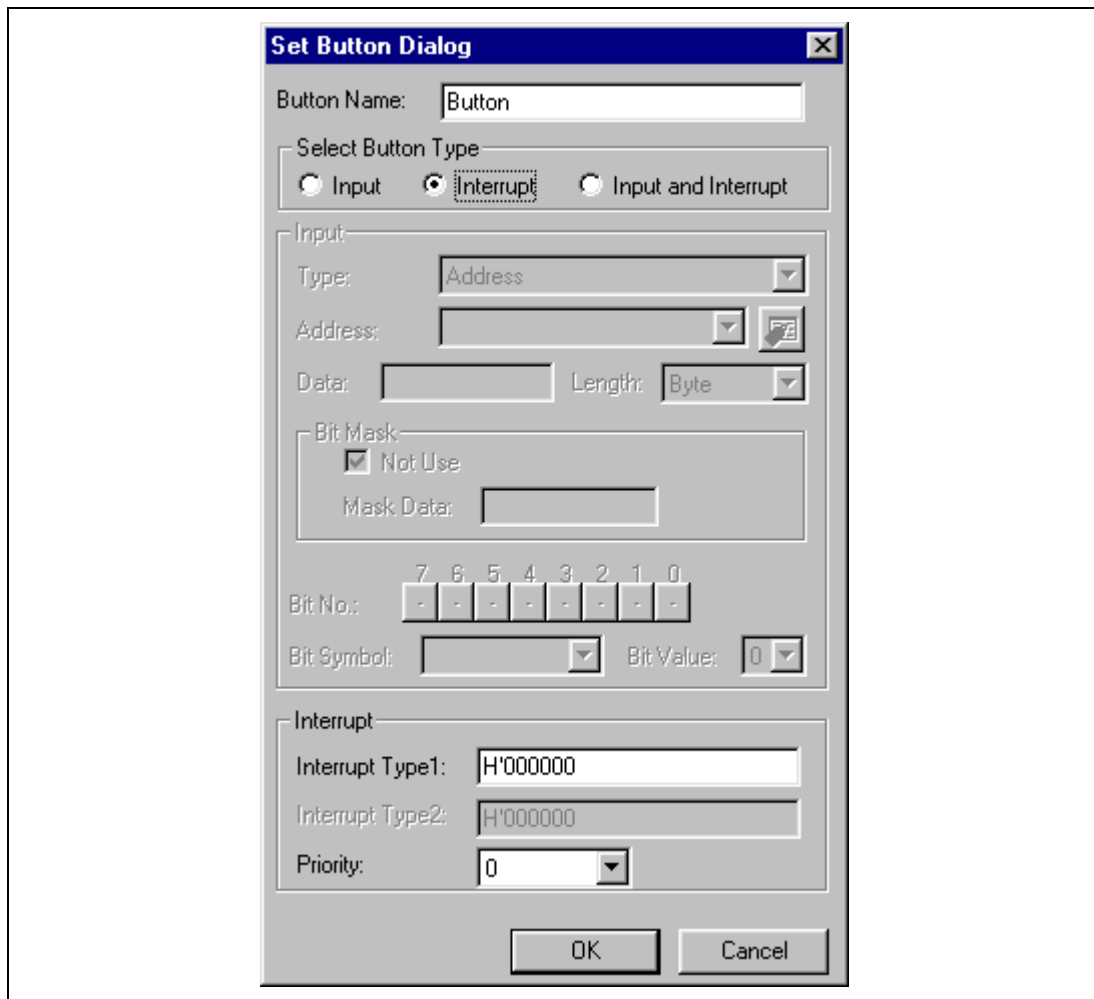 Set Button Dialog
Button Name: Button
Select Button Type
Input Interrupt Input and Interrupt
Input
Type: Address
Address:
Data: Length: Byte
Bit Mask
Not Use
Mask Data:
7 6 5 4 3 2 1 0
Bit No.: - - - - - - - -
Bit Symbol: Bit Value: 0
Interrupt
Interrupt Type1: H'000000
Interrupt Type2: H'000000
Priority: 0
OK Cancel